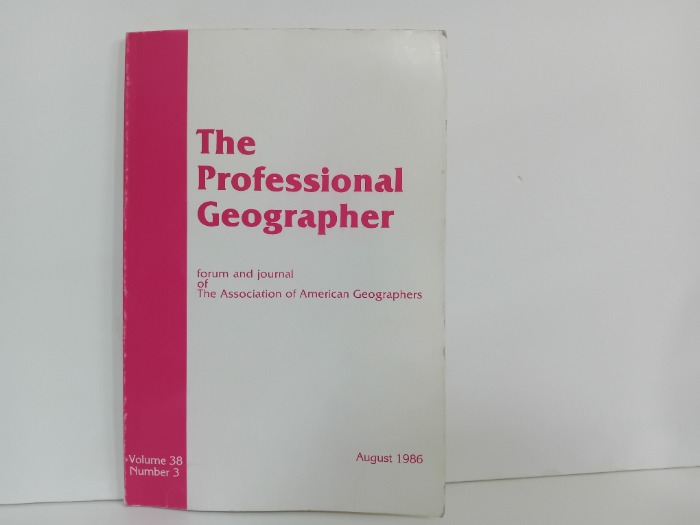 The
Professional
Geographer
forum and journal
of
The Association of American Geographers
Volume 38
Number 3
August 1986